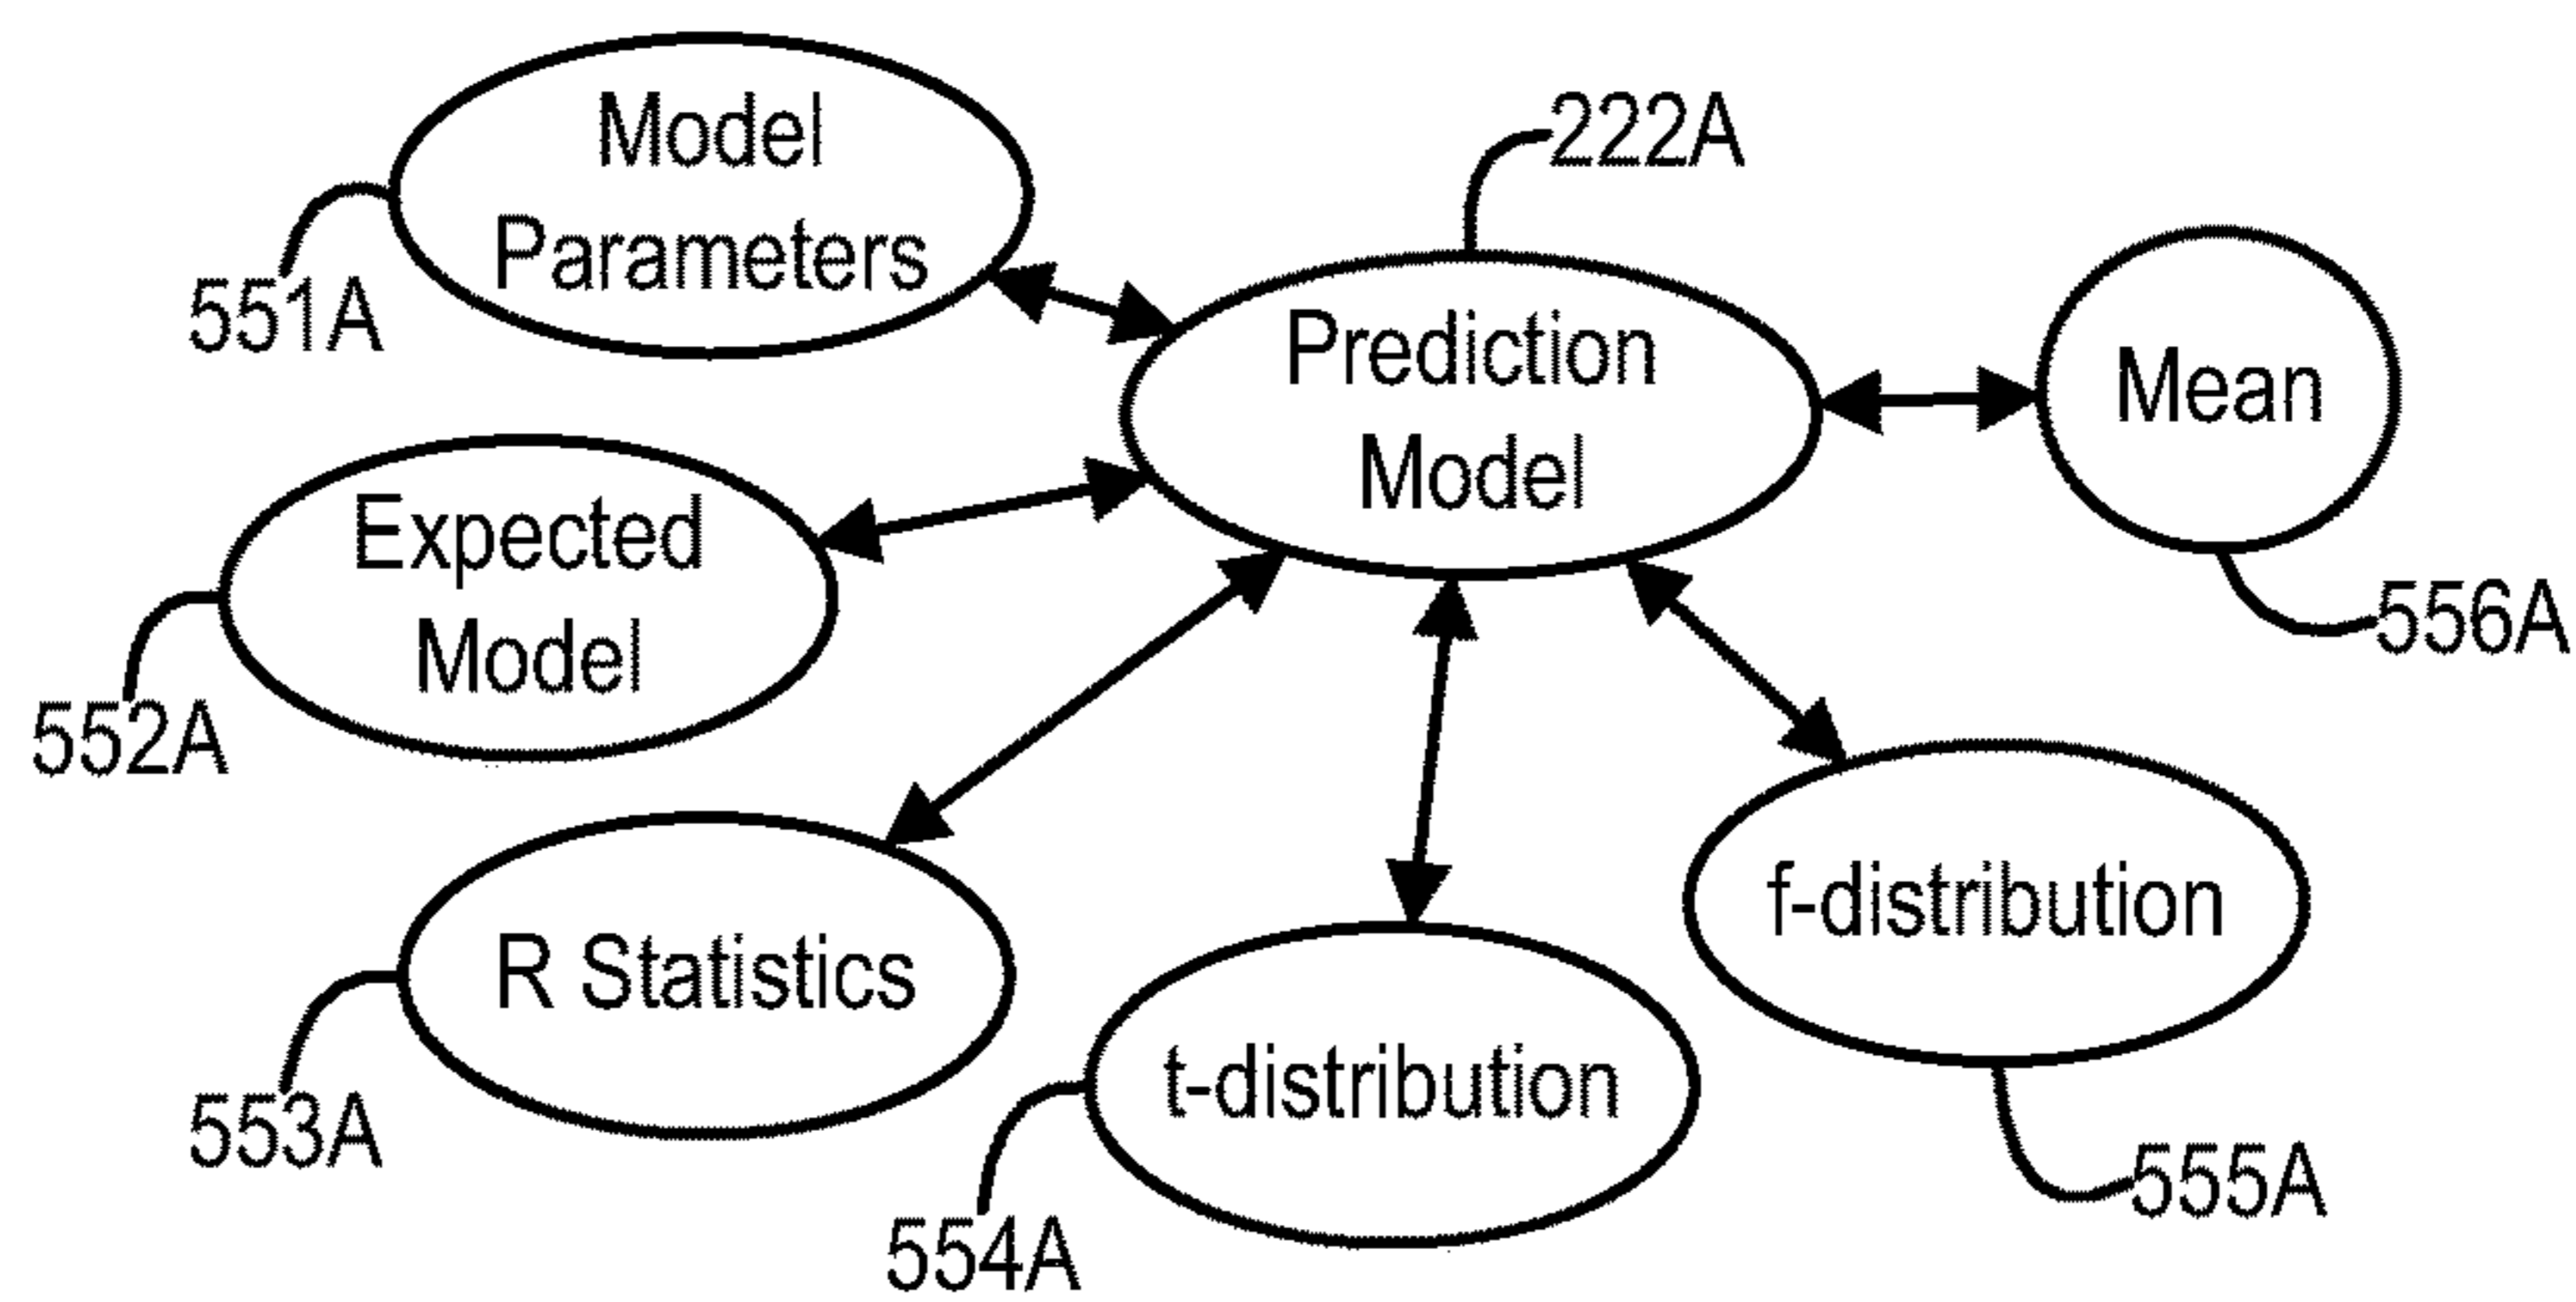 Model
Parameters
551A
222A
Prediction
Model
Mean
556A
Expected
Model
552A
R Statistics
553A
t-distribution
554A
f-distribution
555A